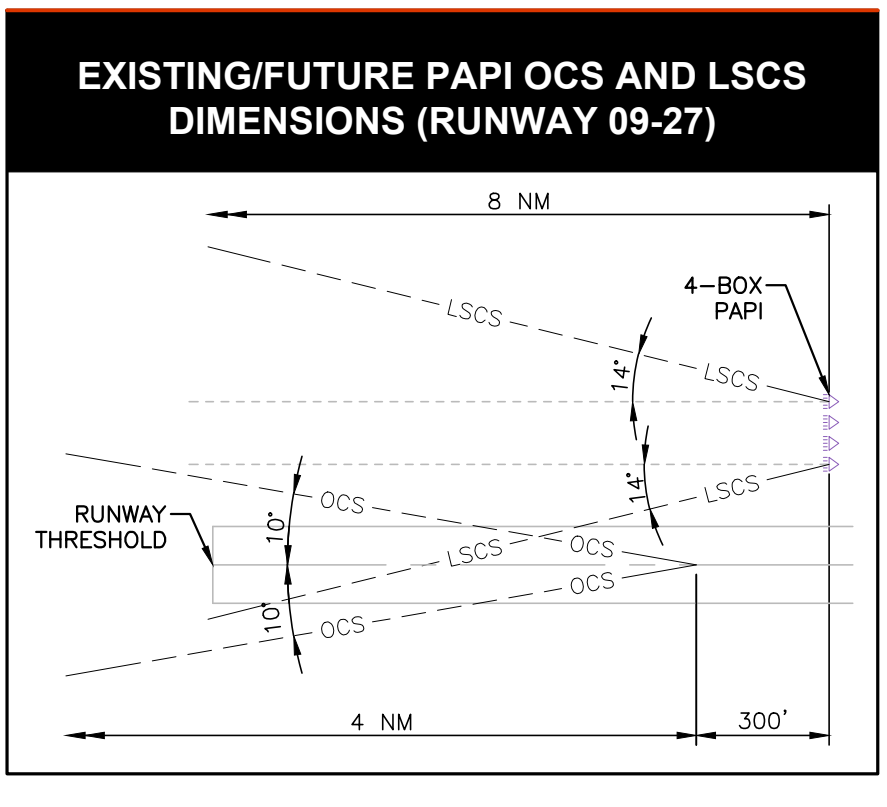 EXISTING/FUTURE PAPI OCS AND LSCS
DIMENSIONS (RUNWAY 09-27)
8 NM
4-BOX
PAPI
LSCS
LSCS
14°
14°
LSCS
OCS
RUNWAY
THRESHOLD
10°
OCS
LSCS
OCS
10°
OCS
4 NM
300'